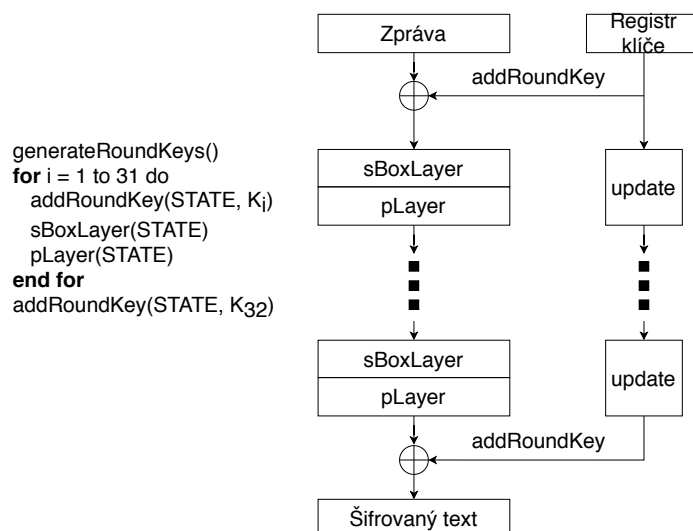 Zpráva
Registr
klíče
addRoundKey
generateRoundKeys()
for i = 1 to 31 do
addRoundKey(STATE, Ki)
sBoxLayer(STATE)
pLayer(STATE)
end for
addRoundKey(STATE, K32)
sBoxLayer
pLayer
update
sBoxLayer
pLayer
update
addRoundKey
Šifrovaný text